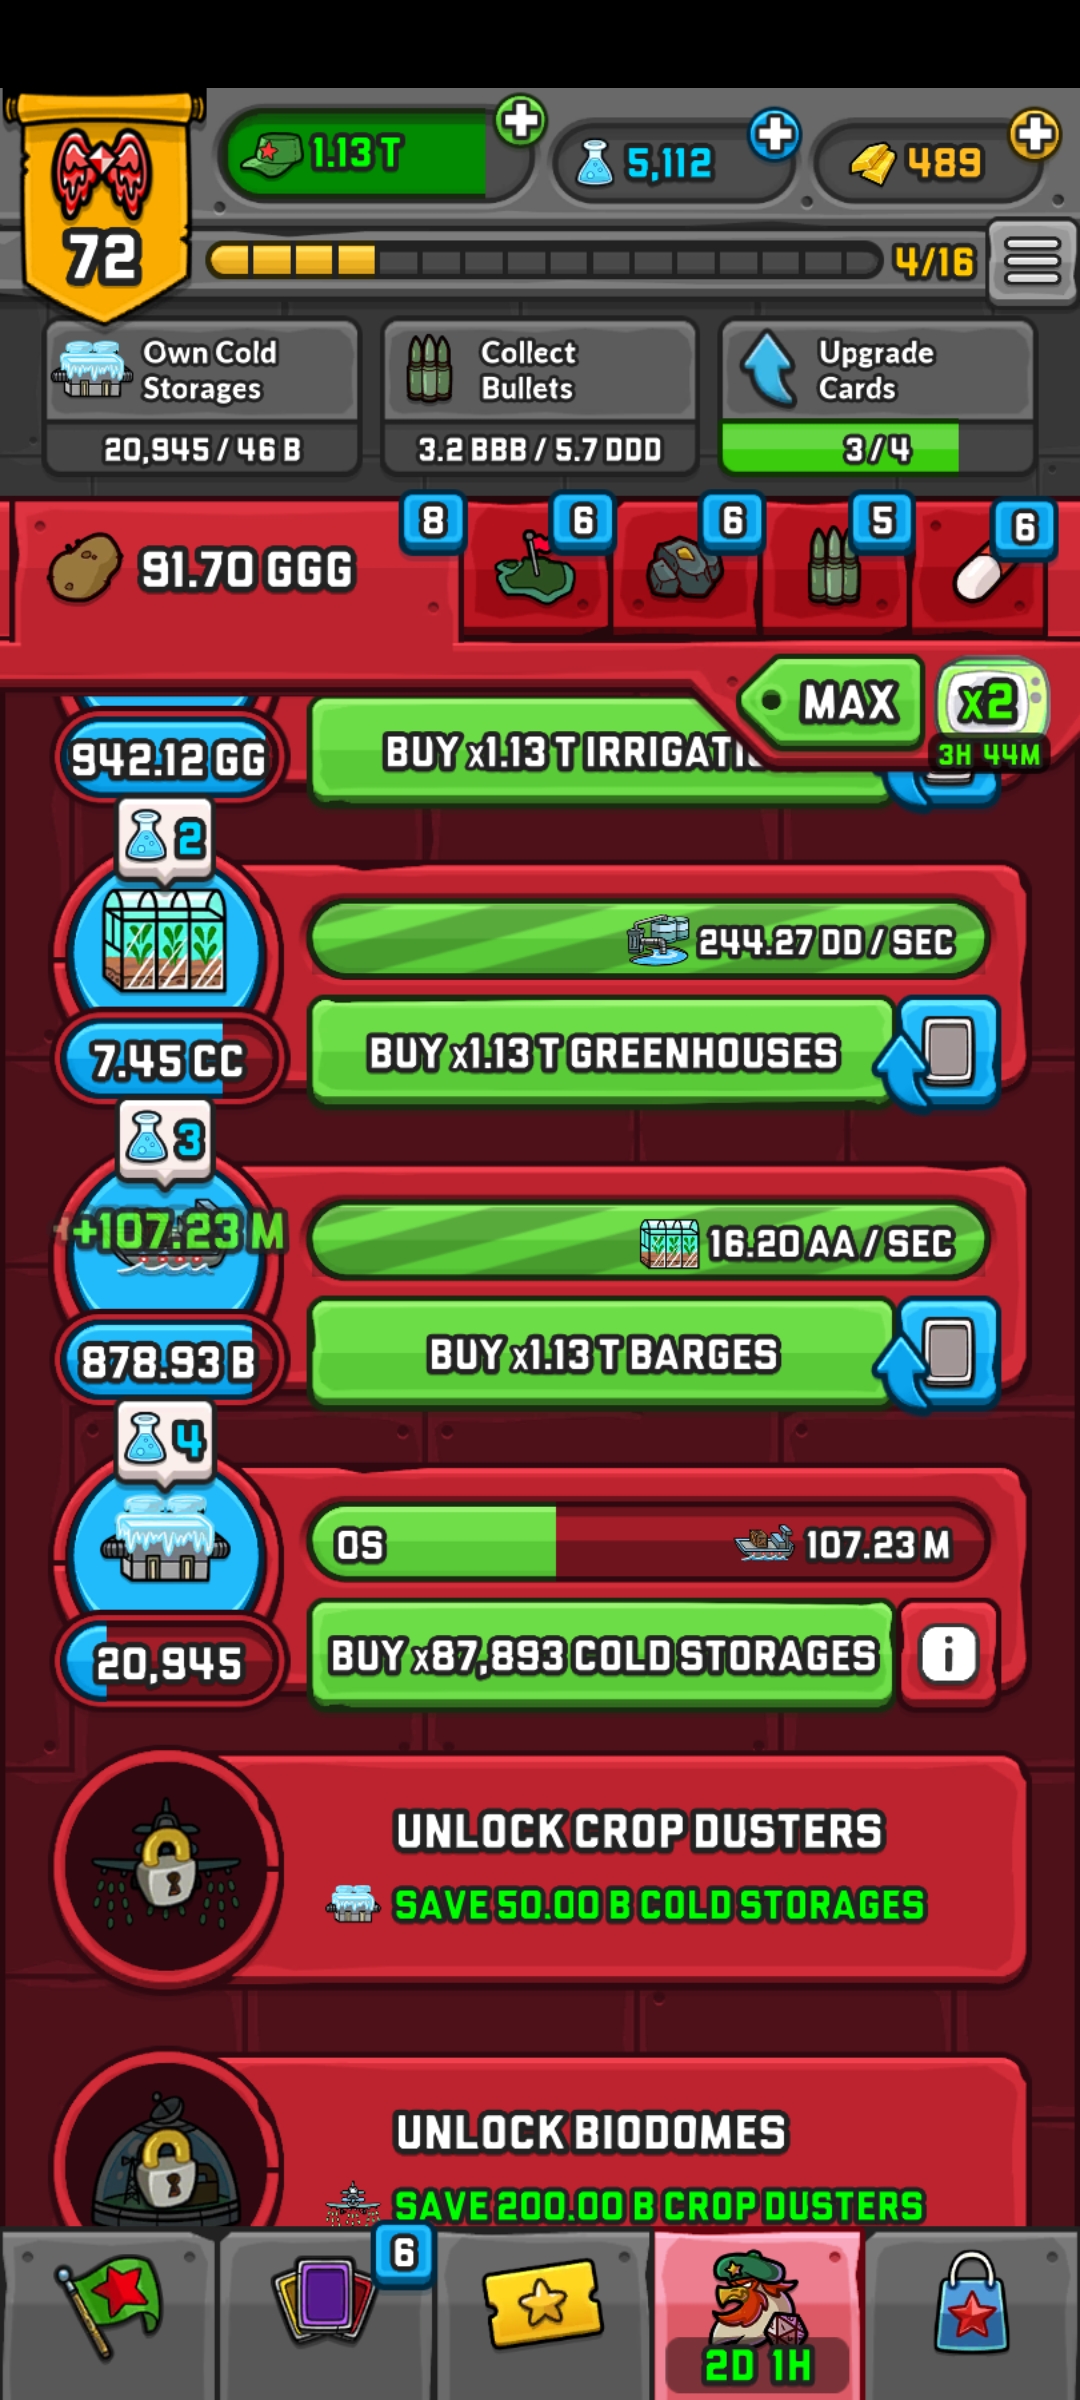 1.13 T
5,112
489
72
4/16
Own Cold
Storages
20,945 / 46 B
Collect
Bullets
3.2 BBB / 5.7 DDD
Upgrade
Cards
3/4
91.70 GGG
8
6
6
5
6
MAX
x2
3H 44M
942.12 GG
BUY x1.13 T
2
244.27 DD / SEC
7.45 CC
BUY x1.13 T GREENHOUSES
3
+107.23 M
16.20 AA / SEC
878.93 B
BUY x1.13 T BARGES
4
0S
107.23 M
20,945
BUY x87,893 COLD STORAGES
i
UNLOCK CROP DUSTERS
SAVE 50.00 B COLD STORAGES
UNLOCK BIODOMES
SAVE 200.00 B CROP DUSTERS
6
2D 1H